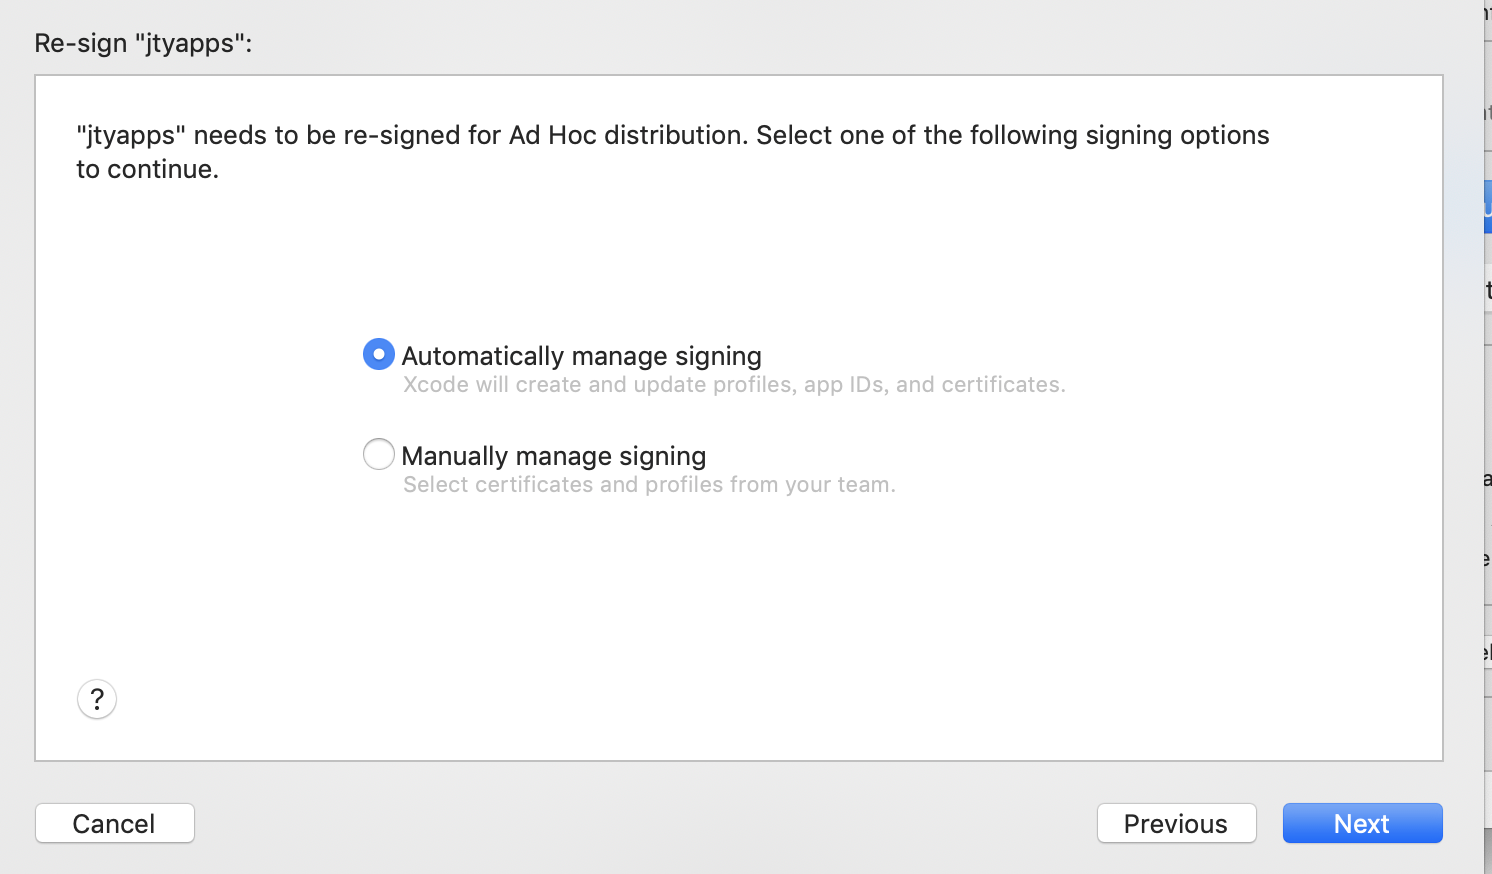 Re-sign "jtyapps":
"jtyapps" needs to be re-signed for Ad Hoc distribution. Select one of the following signing options
to continue.
Automatically manage signing
Xcode will create and update profiles, app IDs, and certificates.
Manually manage signing
Select certificates and profiles from your team.
?
Cancel
Previous
Next